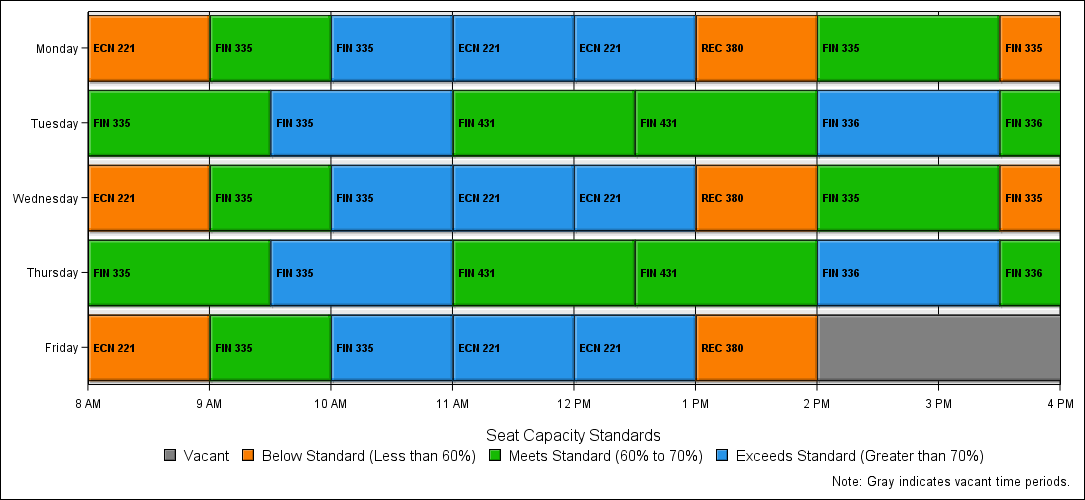 Monday ECN 221 FIN 335 FIN 335 ECN 221 ECN 221 REC 380 FIN 335 FIN 335
Tuesday FIN 335 FIN 335 FIN 431 FIN 431 FIN 336 FIN 336
Wednesday ECN 221 FIN 335 FIN 335 ECN 221 ECN 221 REC 380 FIN 335 FIN 335
Thursday FIN 335 FIN 335 FIN 431 FIN 431 FIN 336 FIN 336
Friday ECN 221 FIN 335 FIN 335 ECN 221 ECN 221 REC 380
8 AM 9 AM 10 AM 11 AM 12 PM 1 PM 2 PM 3 PM 4 PM
Seat Capacity Standards
Vacant Below Standard (Less than 60%) Meets Standard (60% to 70%) Exceeds Standard (Greater than 70%)
Note: Gray indicates vacant time periods.